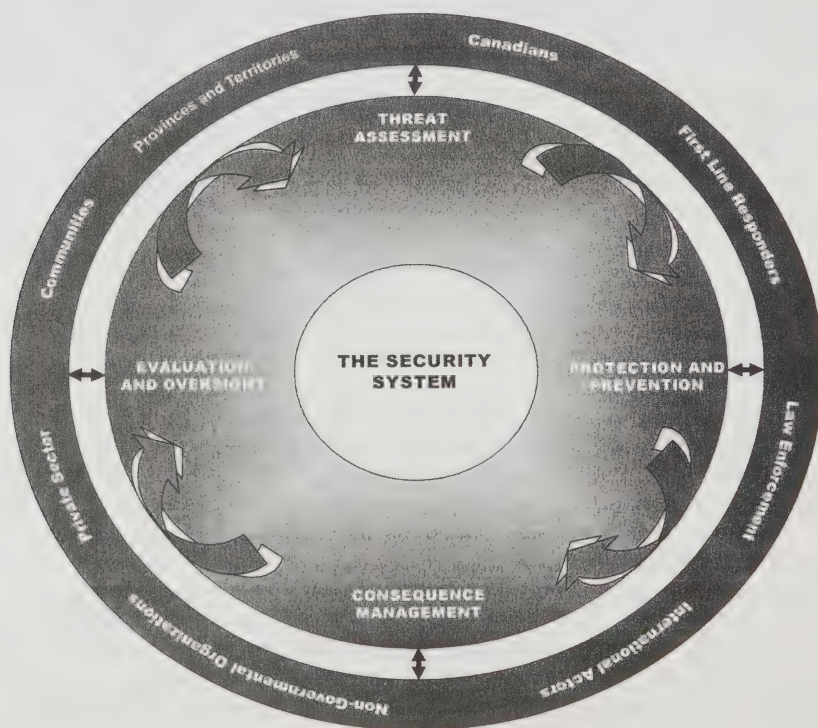 Canadians
First Line Responders
Law Enforcement
International Actors
Non-Governmental Organizations
Private Sector
Communities
Provinces and Territories
THREAT
ASSESSMENT
PROTECTION AND
PREVENTION
CONSEQUENCE
MANAGEMENT
EVALUATION
AND OVERSIGHT
THE SECURITY
SYSTEM